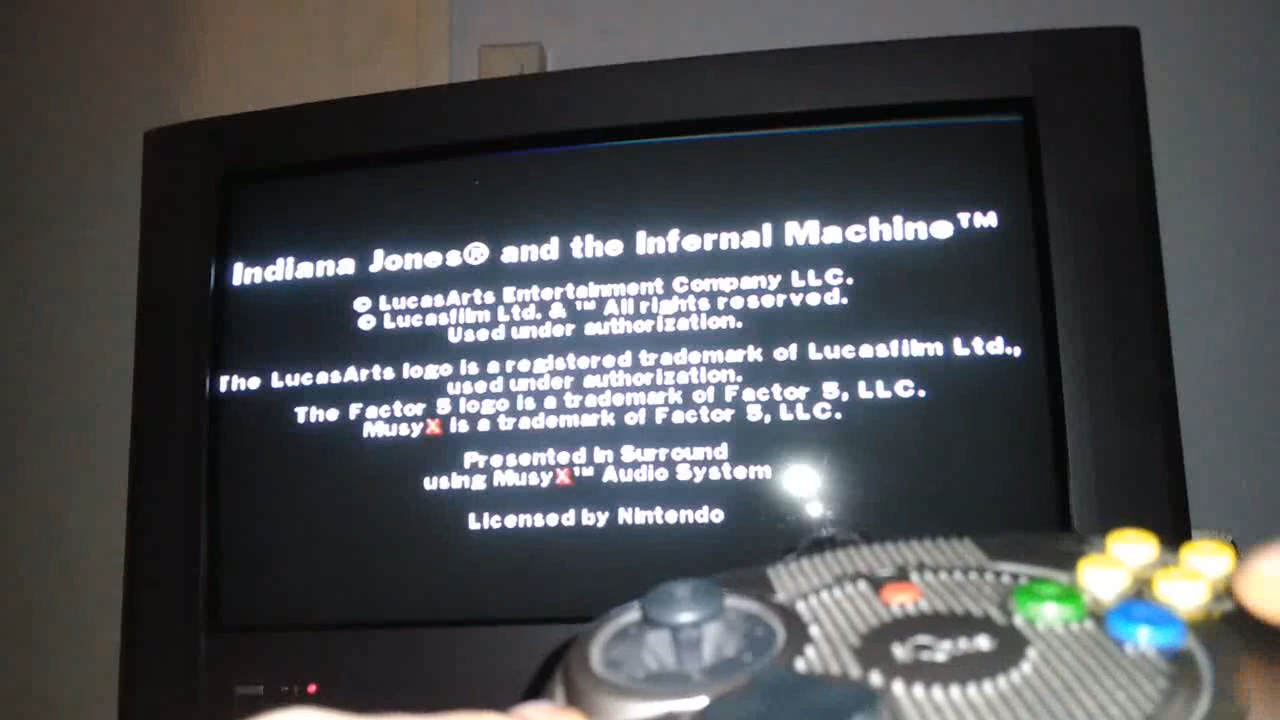 Indiana Jones® and the Infernal Machine™
© LucasArts Entertainment Company LLC.
© Lucasfilm Ltd. & ™ All rights reserved.
Used under authorization.
The LucasArts logo is a registered trademark of Lucasfilm Ltd.,
used under authorization.
The Factor 5 logo is a trademark of Factor 5, LLC.
MusyX is a trademark of Factor 5, LLC.
Presented in Surround
using MusyX™ Audio System
Licensed by Nintendo
iQue